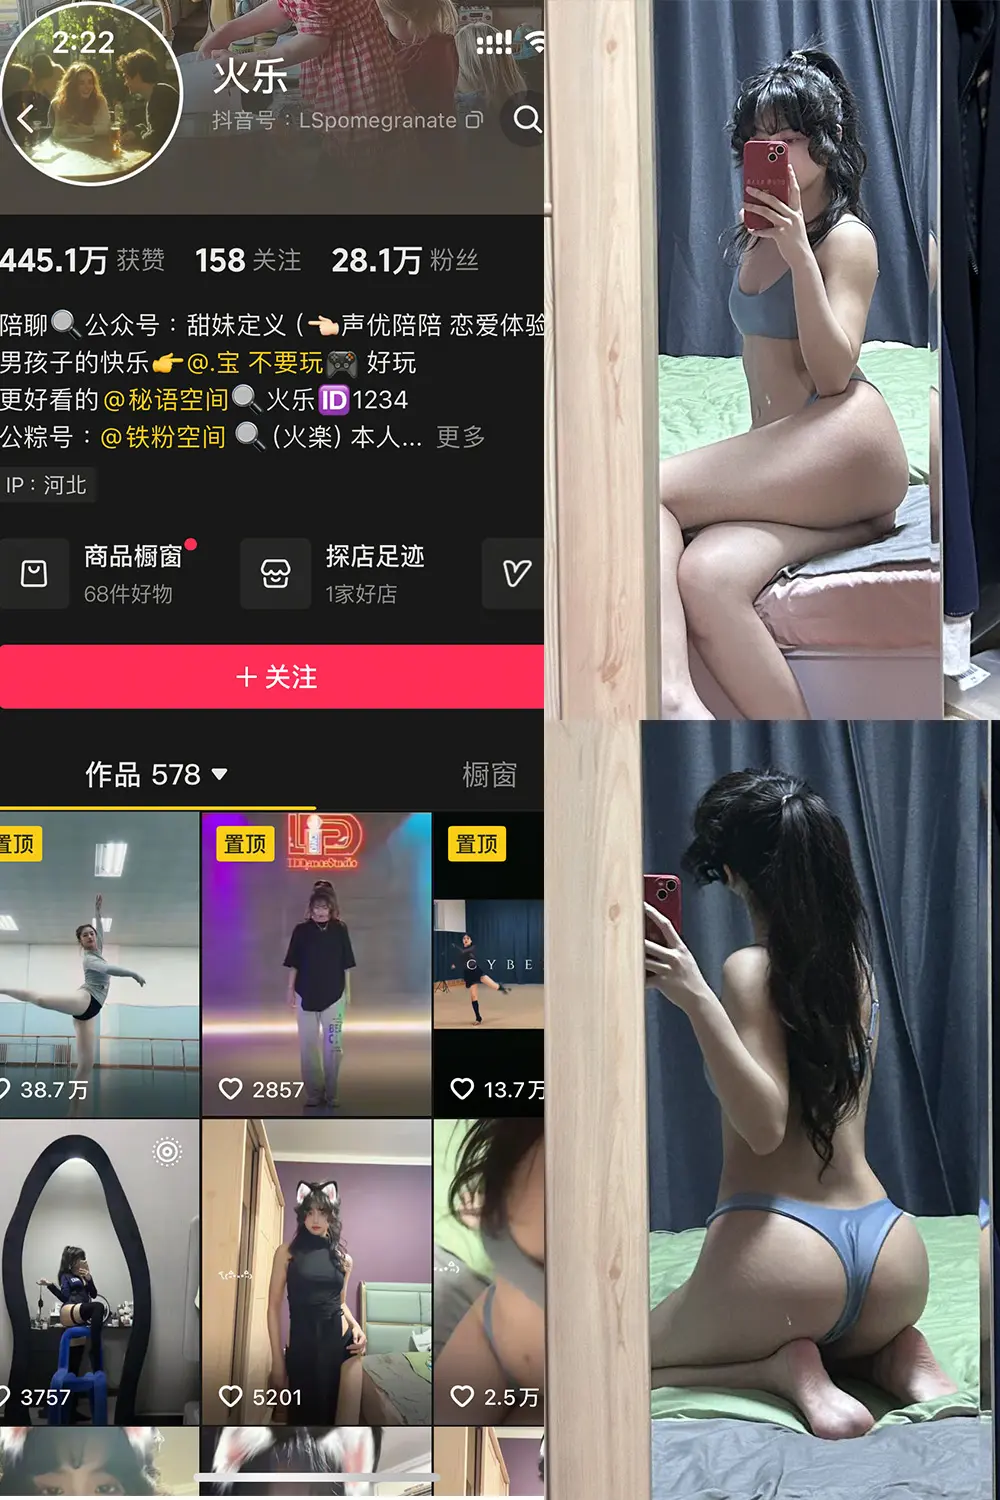 2:22
火乐
抖音号：LSpomegranate
445.1万 获赞 158 关注 28.1万 粉丝
陪聊🔍公众号：甜妹定义 (👈🏻声优陪陪 恋爱体验
男孩子的快乐👉@.宝 不要玩🎮 好玩
更好看的@秘语空间🔍火乐🆔1234
公粽号：@铁粉空间🔍(火楽) 本人... 更多
IP：河北
商品橱窗
68件好物
探店足迹
1家好店
+ 关注
作品 578
橱窗
置顶
置顶
置顶
CYBE
38.7万
2857
13.7万
3757
5201
2.5万